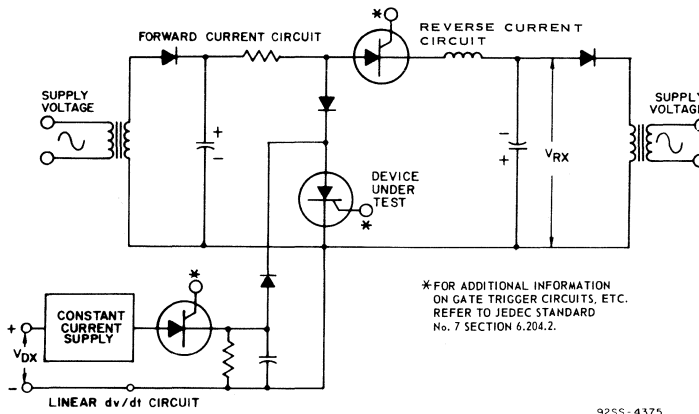 FORWARD CURRENT CIRCUIT
REVERSE CURRENT
CIRCUIT
*
SUPPLY
VOLTAGE
SUPPLY
VOLTAGE
+
-
-
+
VRX
DEVICE
UNDER
TEST
*
*
CONSTANT
CURRENT
SUPPLY
+
VDX
-
LINEAR dv/dt CIRCUIT
* FOR ADDITIONAL INFORMATION
ON GATE TRIGGER CIRCUITS, ETC.
REFER TO JEDEC STANDARD
No. 7 SECTION 6.204.2.
92SS-4375